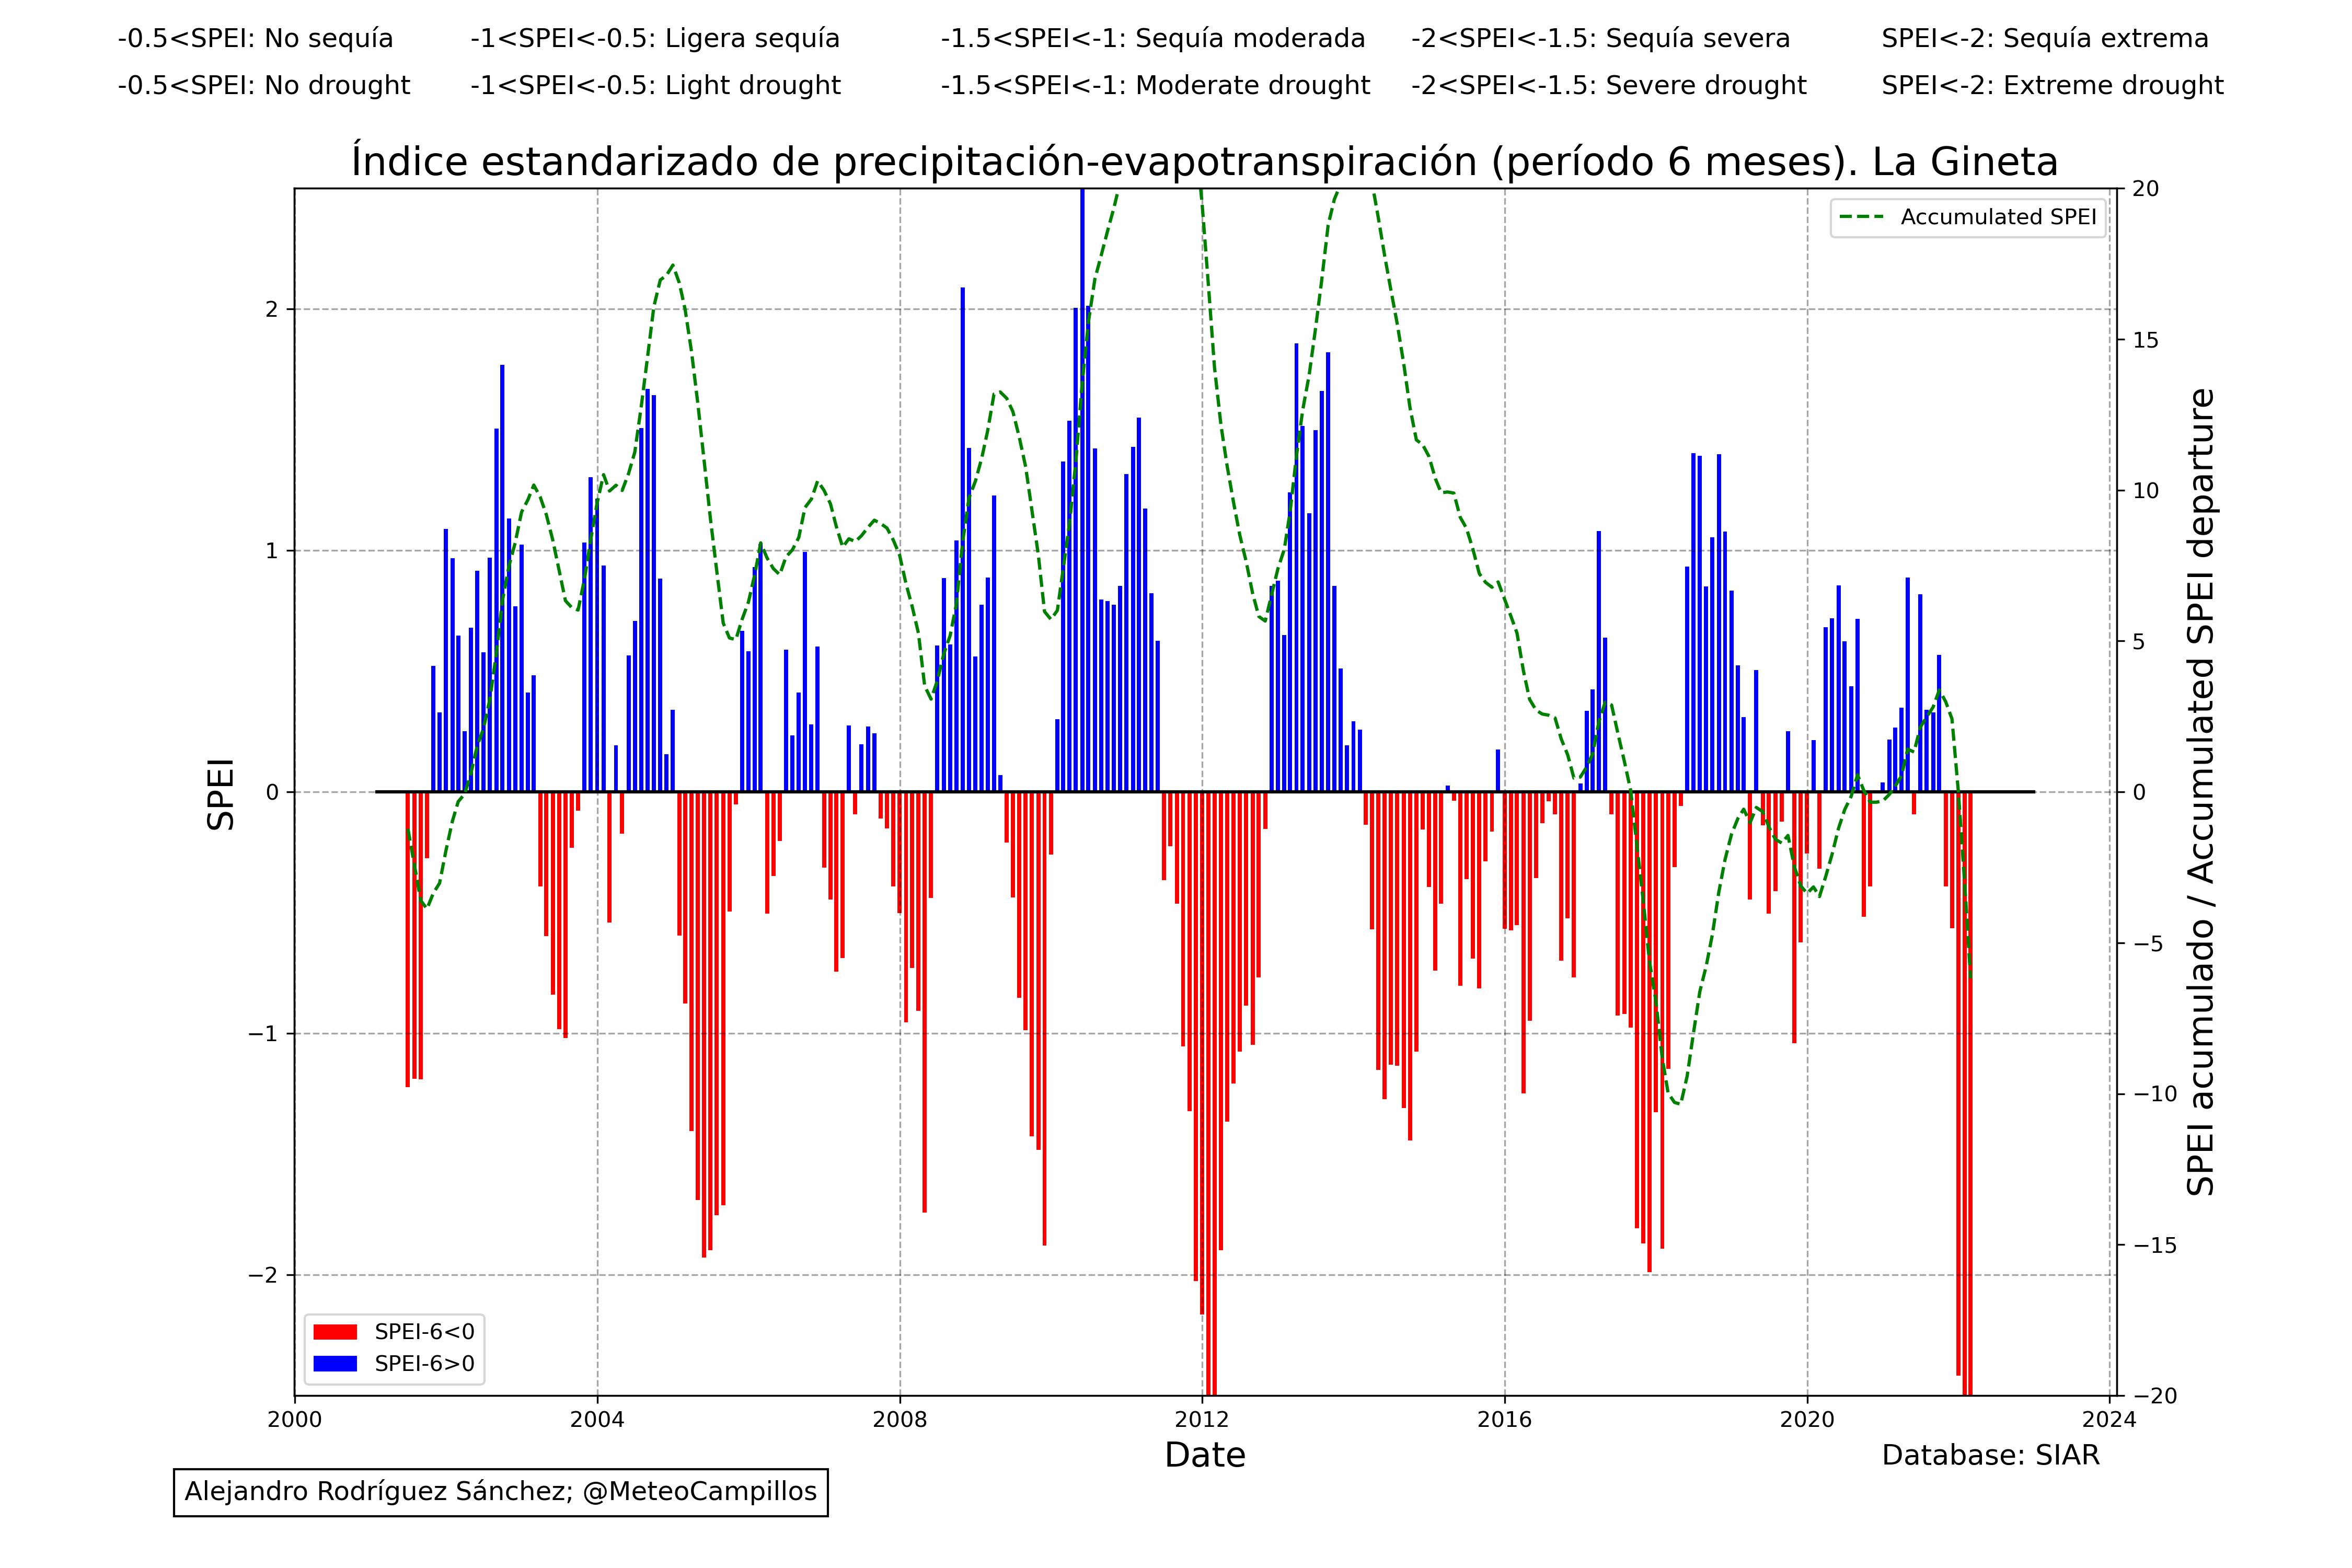 -0.5<SPEI: No sequía -1<SPEI<-0.5: Ligera sequía -1.5<SPEI<-1: Sequía moderada -2<SPEI<-1.5: Sequía severa SPEI<-2: Sequía extrema
-0.5<SPEI: No drought -1<SPEI<-0.5: Light drought -1.5<SPEI<-1: Moderate drought -2<SPEI<-1.5: Severe drought SPEI<-2: Extreme drought
Índice estandarizado de precipitación-evapotranspiración (período 6 meses). La Gineta
Accumulated SPEI
SPEI
2
1
0
−1
−2
20
15
10
5
0
−5
−10
−15
−20
SPEI acumulado / Accumulated SPEI departure
SPEI-6<0
SPEI-6>0
2000 2004 2008 2012 2016 2020 2024
Date
Database: SIAR
Alejandro Rodríguez Sánchez; @MeteoCampillos